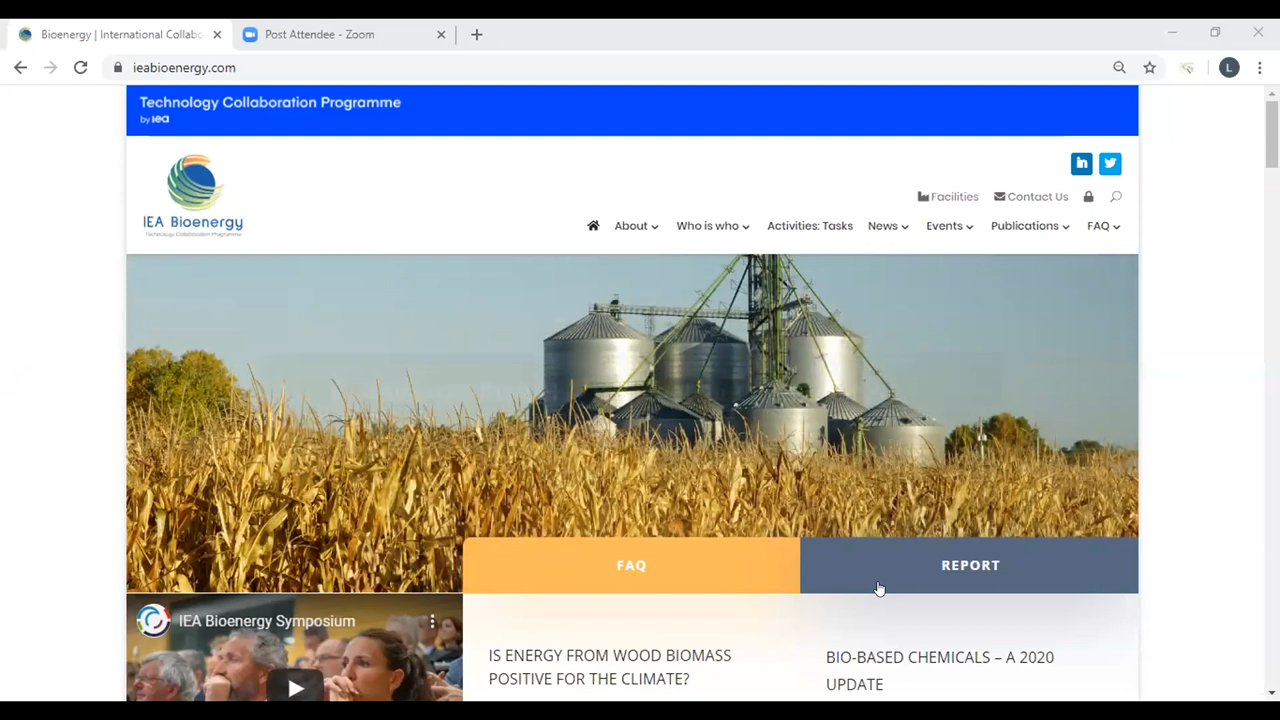 Bioenergy | International Collabo
Post Attendee - Zoom
ieabioenergy.com
L
Technology Collaboration Programme
by iea
IEA Bioenergy
Technology Collaboration Programme
Facilities
Contact Us
About
Who is who
Activities: Tasks
News
Events
Publications
FAQ
FAQ
REPORT
IEA Bioenergy Symposium
IS ENERGY FROM WOOD BIOMASS
POSITIVE FOR THE CLIMATE?
BIO-BASED CHEMICALS – A 2020
UPDATE